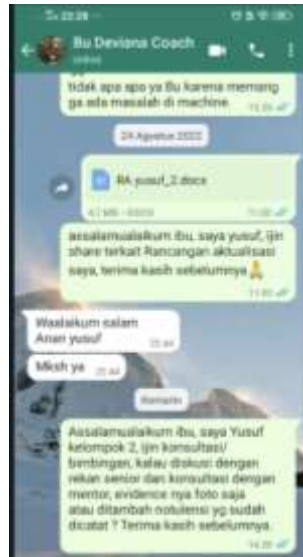 22:28
Bu Deviana Coach
online
tidak apa apa ya Bu karena memang
ga ada masalah di machine.
24 Agustus 2022
RA yusuf_2.docx
assalamualaikum ibu, saya yusuf, ijin
share terkait Rancangan aktualisasi
saya, terima kasih sebelumnya
Waalaikum salam
Anan yusuf
Mksh ya
Kemarin
Assalamualaikum ibu, saya Yusuf
kelompok 2, ijin konsultasi/
bimbingan, kalau diskusi dengan
rekan senior dan konsultasi dengan
mentor, evidence nya foto saja
atau ditambah notulensi yg sudah
dicatat ? Terima kasih sebelumnya